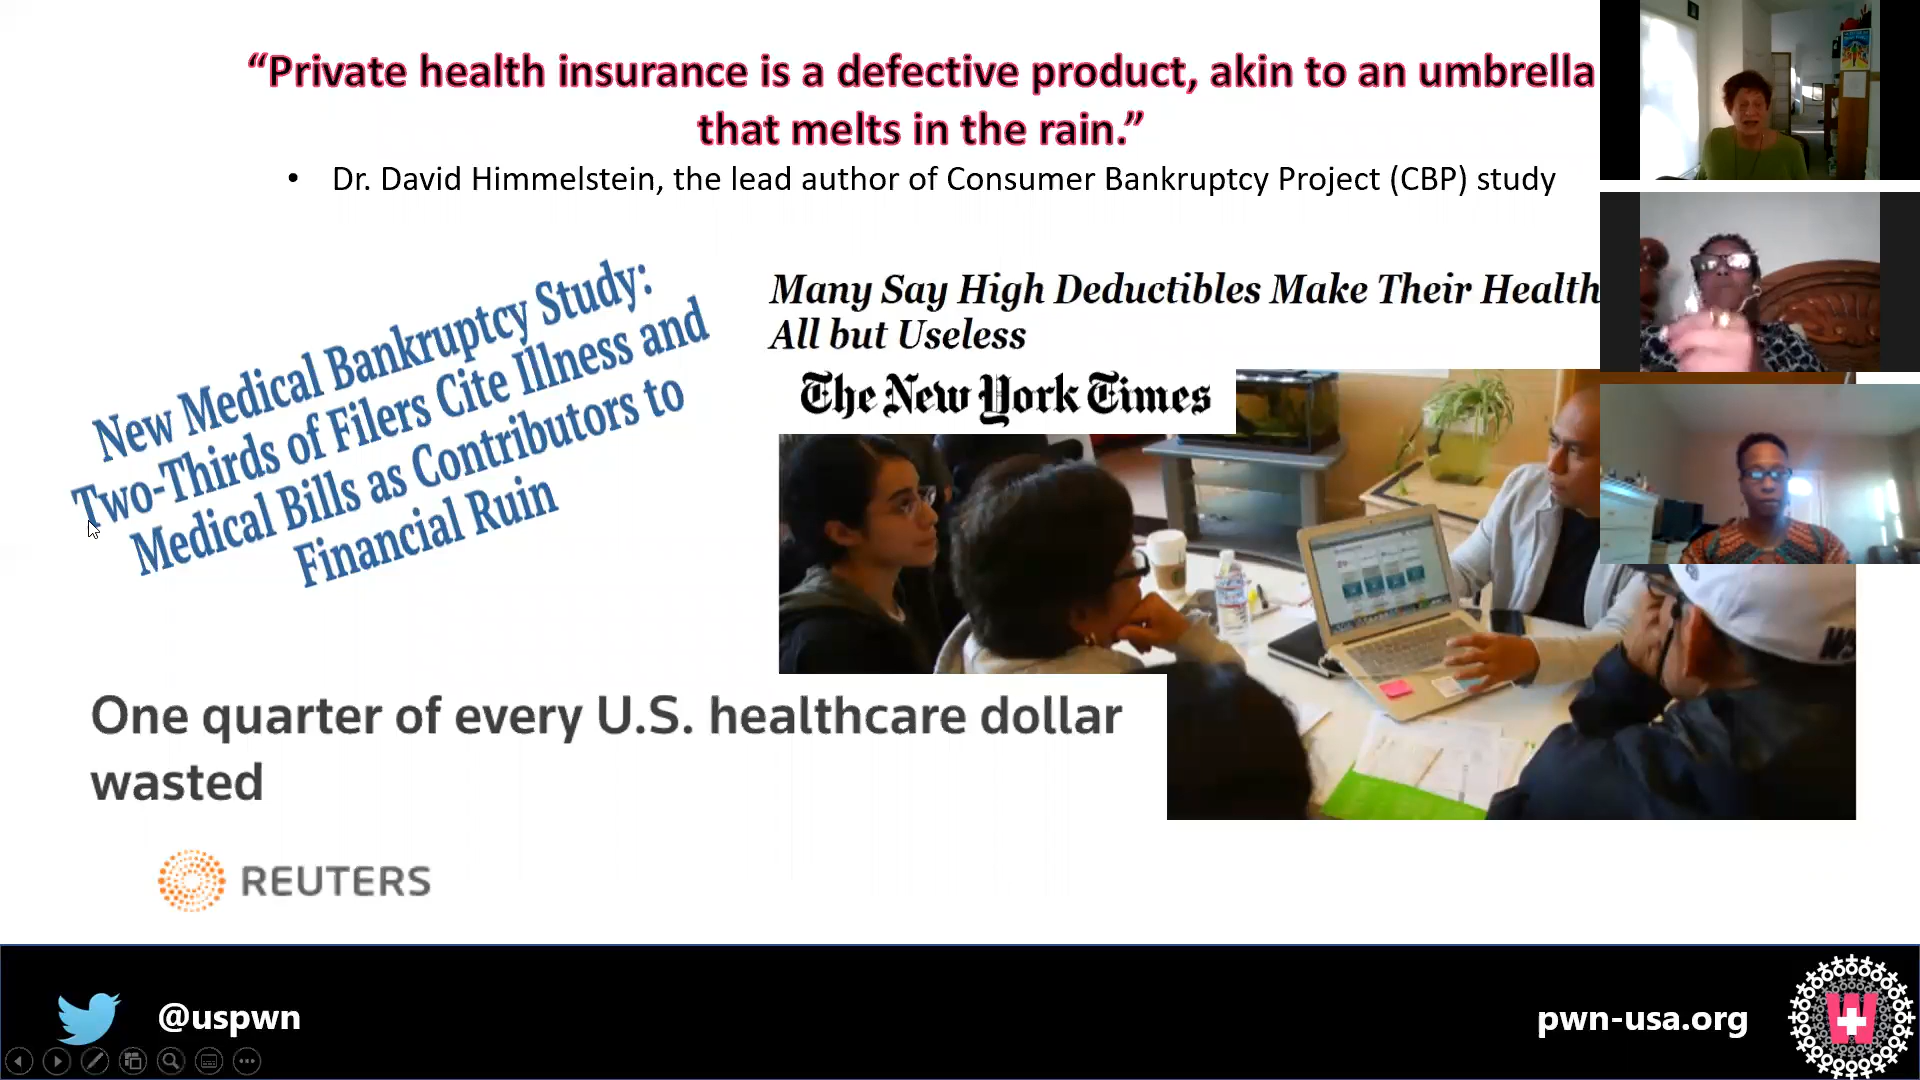 “Private health insurance is a defective product, akin to an umbrella
that melts in the rain.”
• Dr. David Himmelstein, the lead author of Consumer Bankruptcy Project (CBP) study
New Medical Bankruptcy Study:
Two-Thirds of Filers Cite Illness and
Medical Bills as Contributors to
Financial Ruin
Many Say High Deductibles Make Their Health
All but Useless
The New York Times
One quarter of every U.S. healthcare dollar
wasted
REUTERS
@uspwn
pwn-usa.org
W